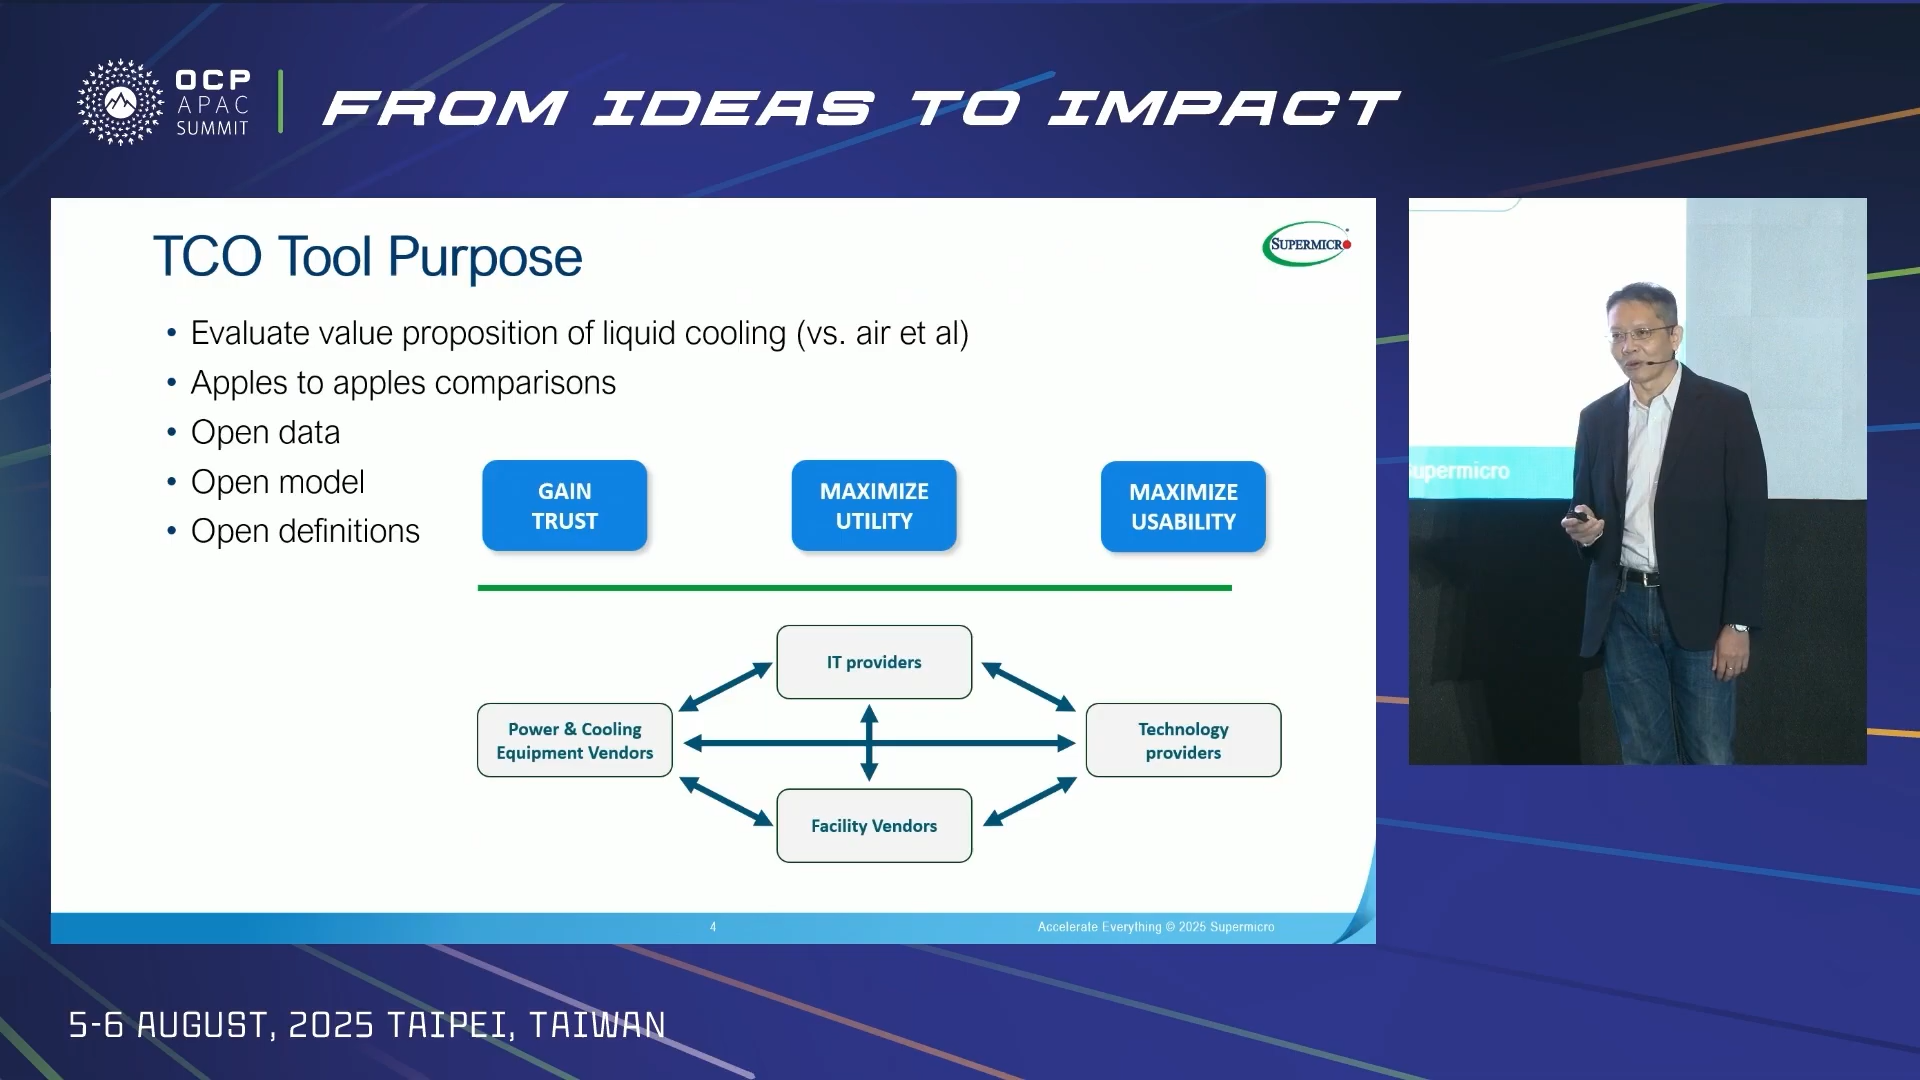 OCP
APAC
SUMMIT
FROM IDEAS TO IMPACT
TCO Tool Purpose
SUPERMICRO
• Evaluate value proposition of liquid cooling (vs. air et al)
• Apples to apples comparisons
• Open data
• Open model
• Open definitions
GAIN
TRUST
MAXIMIZE
UTILITY
MAXIMIZE
USABILITY
IT providers
Power & Cooling
Equipment Vendors
Technology
providers
Facility Vendors
4
Accelerate Everything © 2025 Supermicro
upermicro
5-6 AUGUST, 2025 TAIPEI, TAIWAN